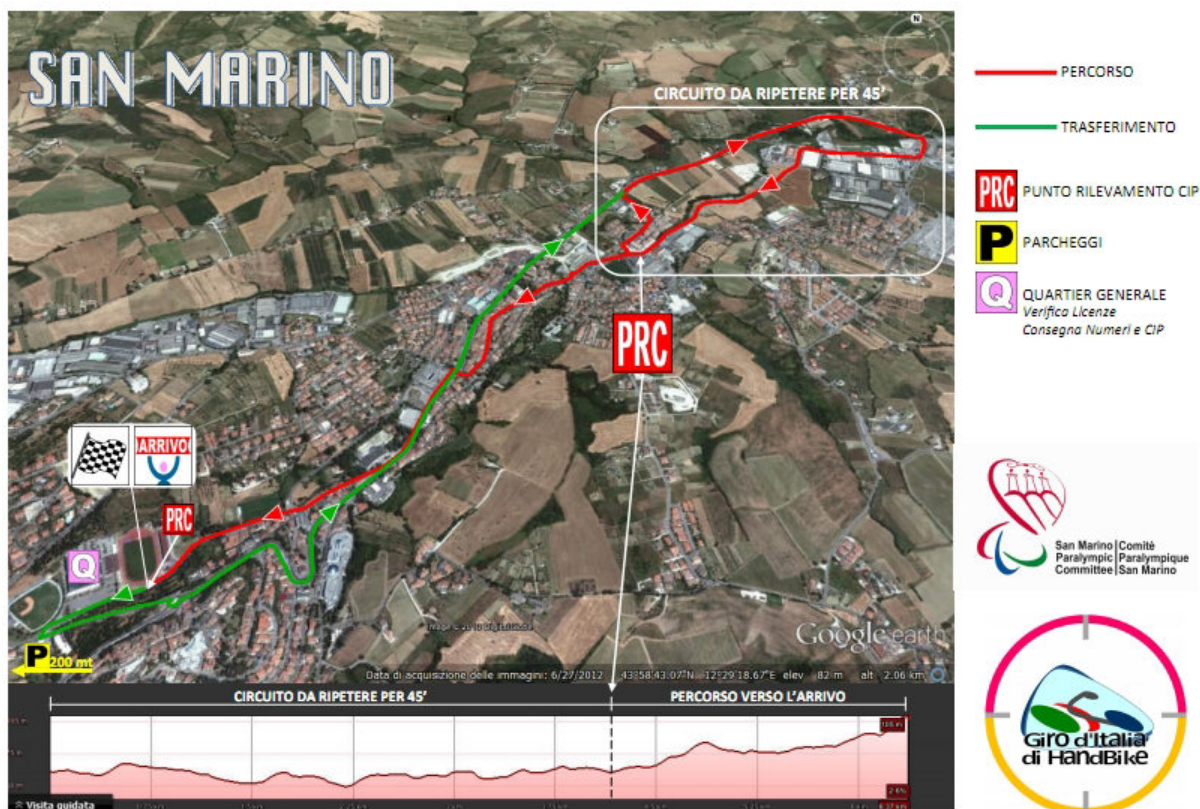 SAN MARINO
N
CIRCUITO DA RIPETERE PER 45'
PRC
ARRIVO
PRC
Q
P 200 mt
Google earth
Data di acquisizione delle immagini: 6/27/2012 43°58'43.07"N 12°29'18.67"E elev 82 m alt 2.06 km
CIRCUITO DA RIPETERE PER 45'
PERCORSO VERSO L'ARRIVO
2.6%
Visita guidata
PERCORSO
TRASFERIMENTO
PRC PUNTO RILEVAMENTO CIP
P PARCHEGGI
Q QUARTIER GENERALE
Verifica Licenze
Consegna Numeri e CIP
San Marino Comité
Paralympic Paralympique
Committee San Marino
Giro d'Italia
di HandBike